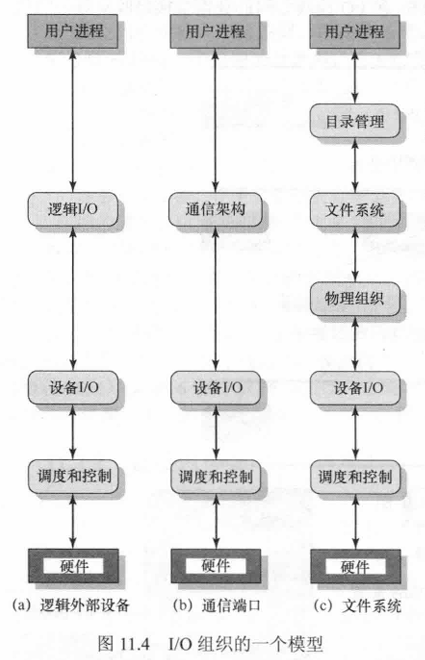 用户进程
用户进程
用户进程
目录管理
逻辑I/O
通信架构
文件系统
物理组织
设备I/O
设备I/O
设备I/O
调度和控制
调度和控制
调度和控制
硬件
硬件
硬件
(a) 逻辑外部设备
(b) 通信端口
(c) 文件系统
图 11.4 I/O 组织的一个模型